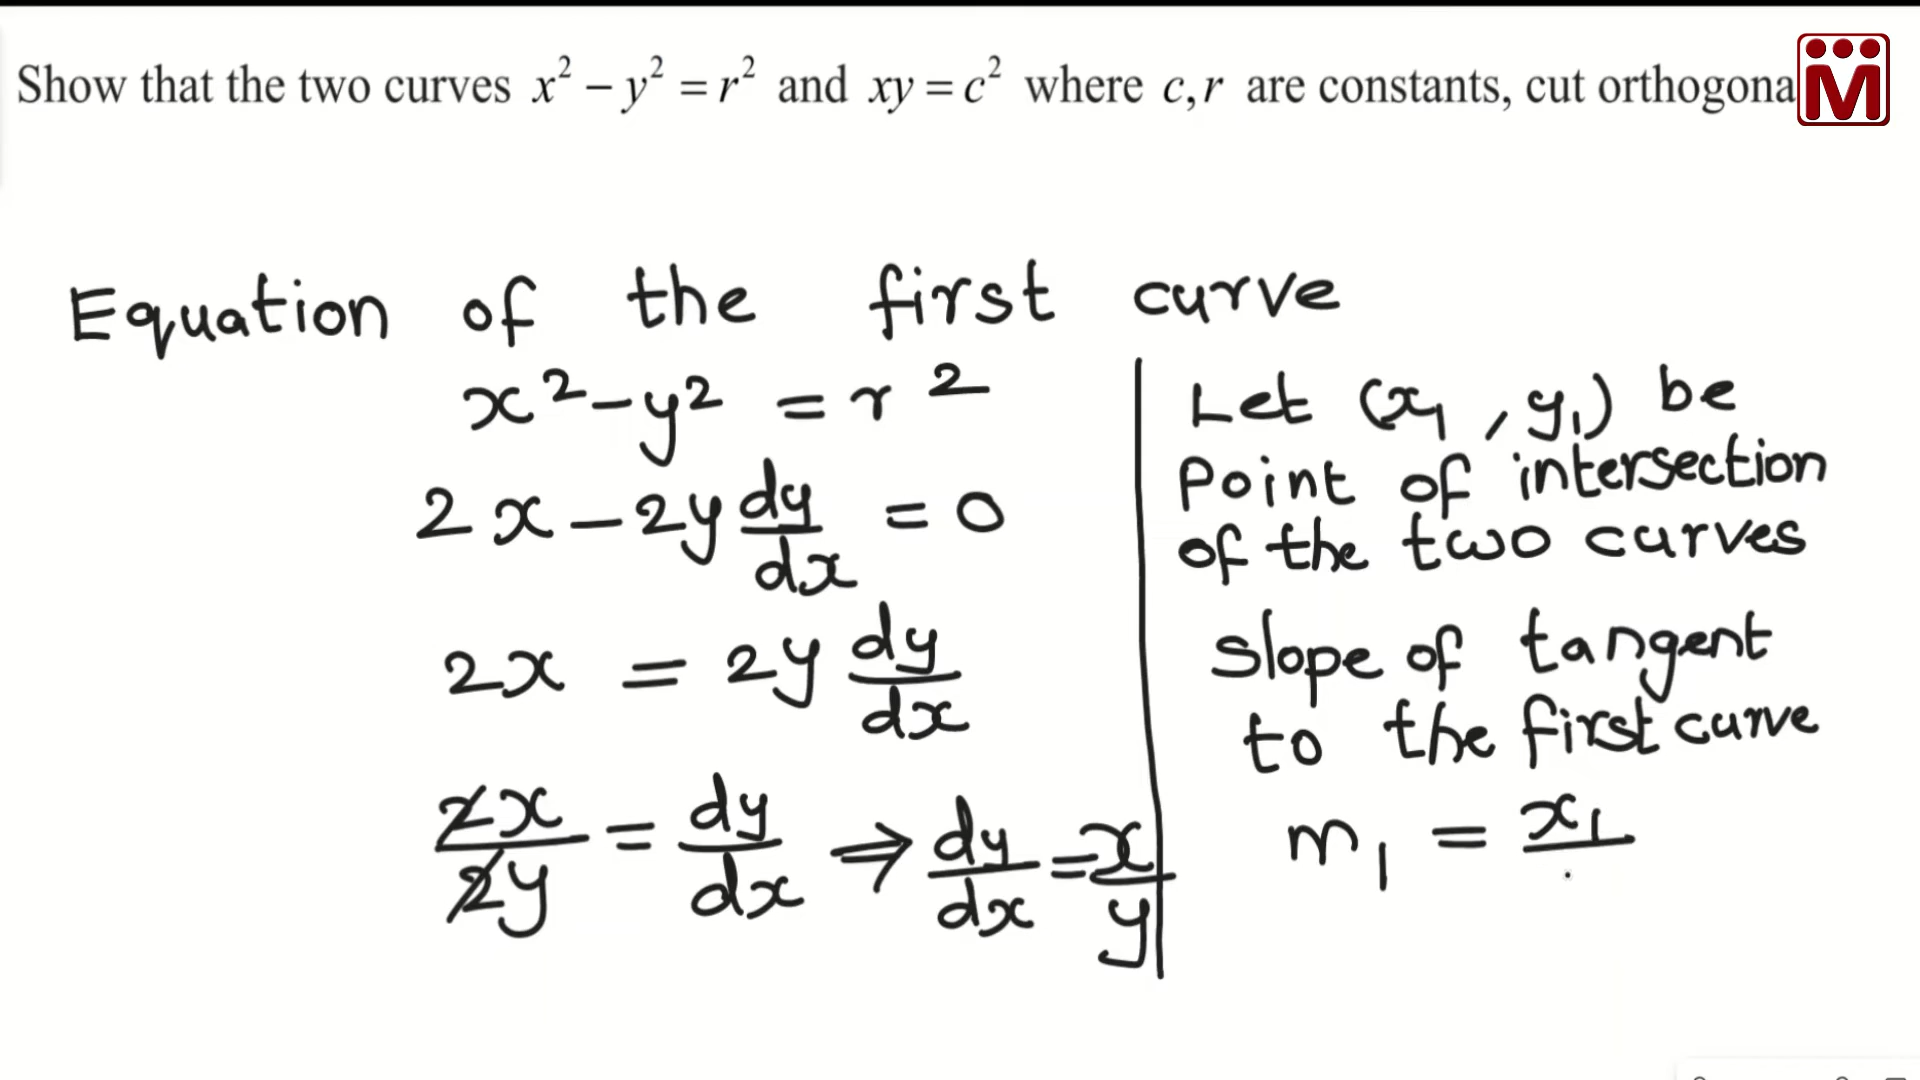 Show that the two curves x² − y² = r² and xy = c² where c, r are constants, cut orthogona
M
Equation of the first curve
x² − y² = r²
2x − 2y dy/dx = 0
2x = 2y dy/dx
2x/2y = dy/dx ⇒ dy/dx = x/y
Let (x₁, y₁) be
point of intersection
of the two curves
slope of tangent
to the first curve
m₁ = x₁/